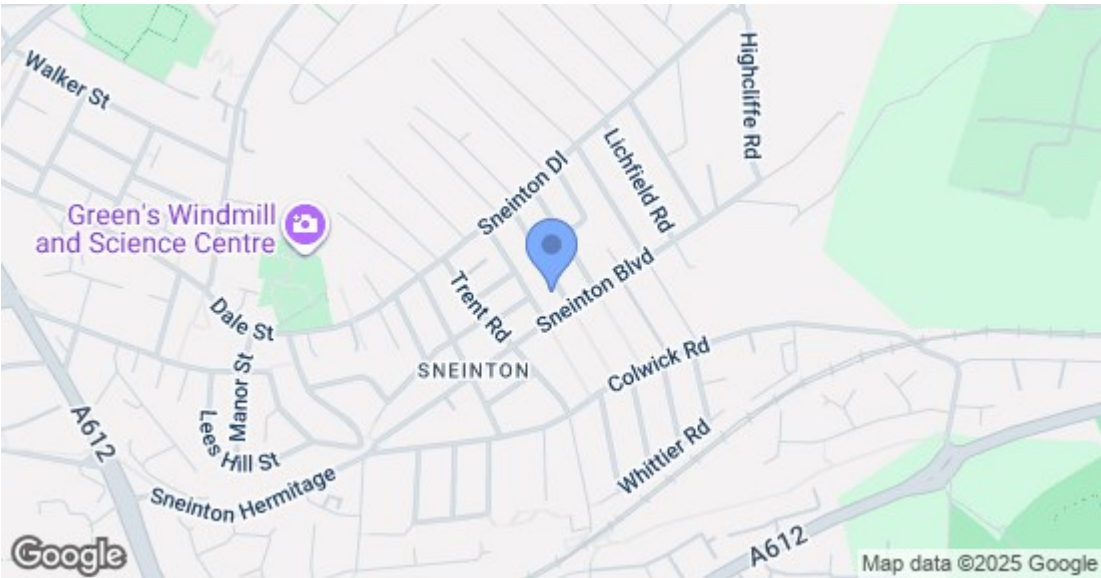 Walker St
Highcliffe Rd
Lichfield Rd
Sneinton Dl
Green's Windmill
and Science Centre
Sneinton Blvd
Trent Rd
Dale St
SNEINTON
Colwick Rd
Manor St
Lees Hill St
A612
Whittier Rd
Sneinton Hermitage
A612
Google
Map data ©2025 Google